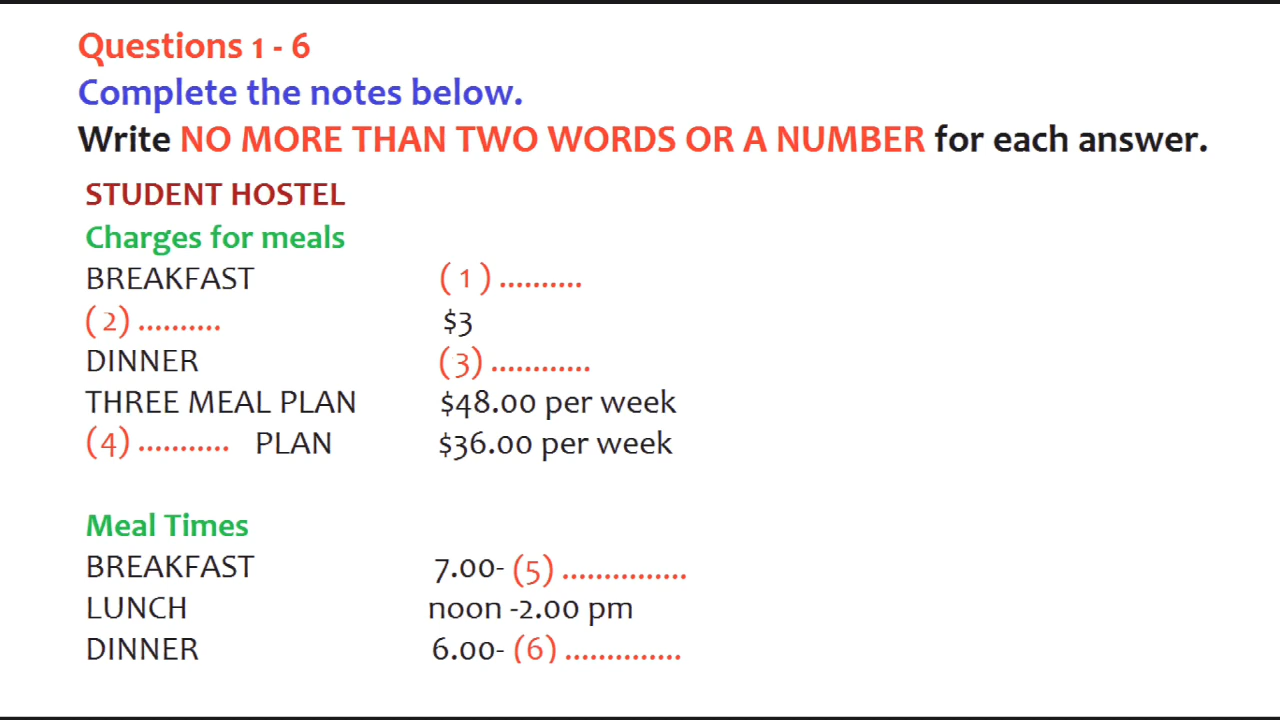 Questions 1 - 6
Complete the notes below.
Write NO MORE THAN TWO WORDS OR A NUMBER for each answer.
STUDENT HOSTEL
Charges for meals
BREAKFAST ( 1 ) ..........
( 2) .......... $3
DINNER (3) ............
THREE MEAL PLAN $48.00 per week
(4) ........... PLAN $36.00 per week
Meal Times
BREAKFAST 7.00- (5) ...............
LUNCH noon -2.00 pm
DINNER 6.00- (6) ..............